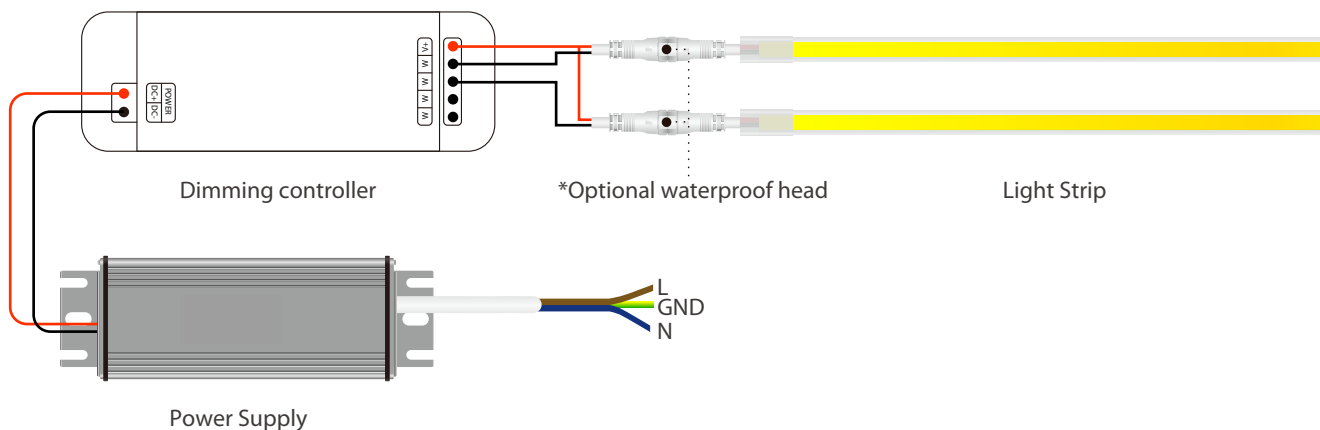 V+
W
W
W
W
POWER
DC+
DC-
Dimming controller
*Optional waterproof head
Light Strip
L
GND
N
Power Supply